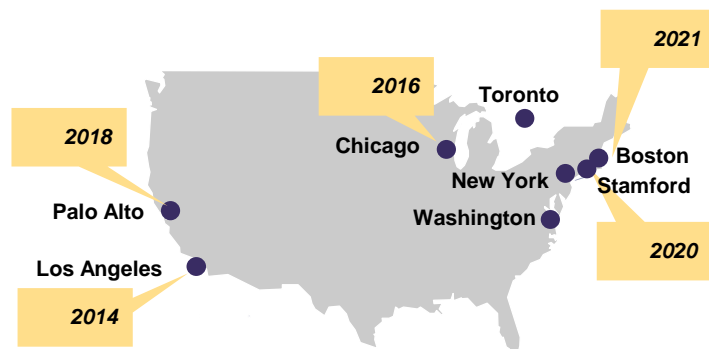 2021
2016
Toronto
2018
Chicago
Boston
New York
Stamford
Palo Alto
Washington
2020
Los Angeles
2014